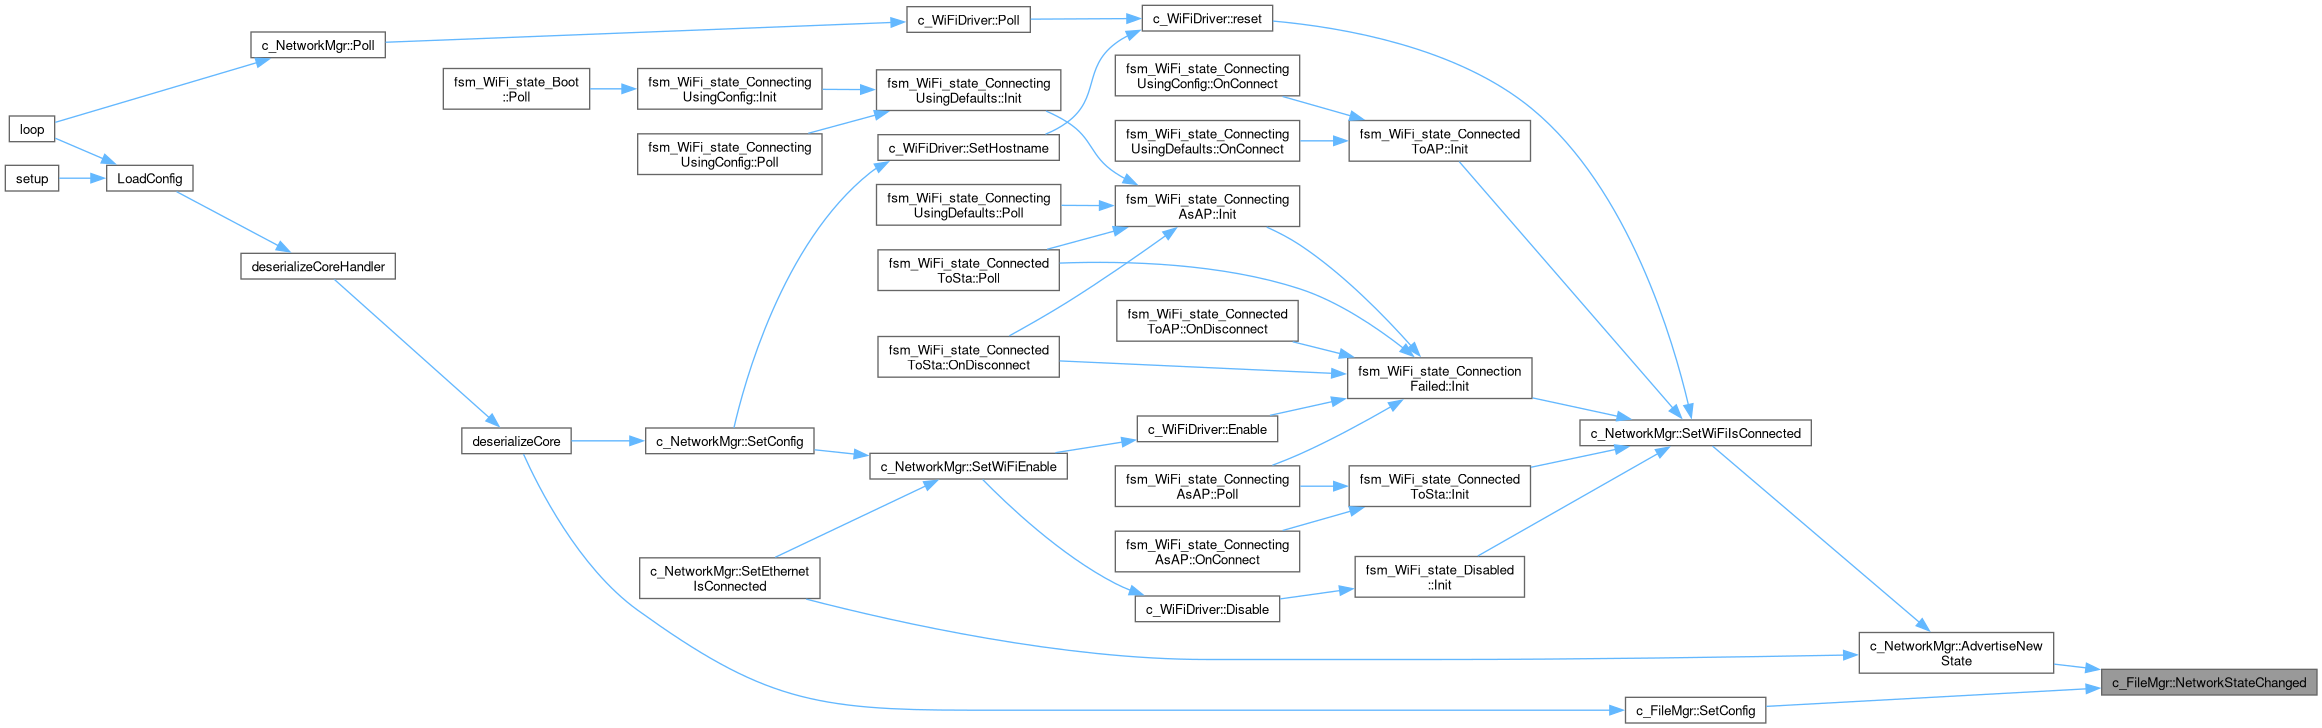 loop
setup
LoadConfig
c_NetworkMgr::Poll
deserializeCoreHandler
fsm_WiFi_state_Boot
::Poll
deserializeCore
fsm_WiFi_state_Connecting
UsingConfig::Init
fsm_WiFi_state_Connecting
UsingConfig::Poll
c_NetworkMgr::SetConfig
c_NetworkMgr::SetEthernet
IsConnected
c_WiFiDriver::Poll
fsm_WiFi_state_Connecting
UsingDefaults::Init
c_WiFiDriver::SetHostname
fsm_WiFi_state_Connecting
UsingDefaults::Poll
fsm_WiFi_state_Connected
ToSta::Poll
fsm_WiFi_state_Connected
ToSta::OnDisconnect
c_NetworkMgr::SetWiFiEnable
c_WiFiDriver::reset
fsm_WiFi_state_Connecting
UsingConfig::OnConnect
fsm_WiFi_state_Connecting
UsingDefaults::OnConnect
fsm_WiFi_state_Connecting
AsAP::Init
fsm_WiFi_state_Connected
ToAP::OnDisconnect
c_WiFiDriver::Enable
fsm_WiFi_state_Connecting
AsAP::Poll
fsm_WiFi_state_Connecting
AsAP::OnConnect
c_WiFiDriver::Disable
fsm_WiFi_state_Connected
ToAP::Init
fsm_WiFi_state_Connection
Failed::Init
fsm_WiFi_state_Connected
ToSta::Init
fsm_WiFi_state_Disabled
::Init
c_NetworkMgr::SetWiFiIsConnected
c_FileMgr::SetConfig
c_NetworkMgr::AdvertiseNew
State
c_FileMgr::NetworkStateChanged